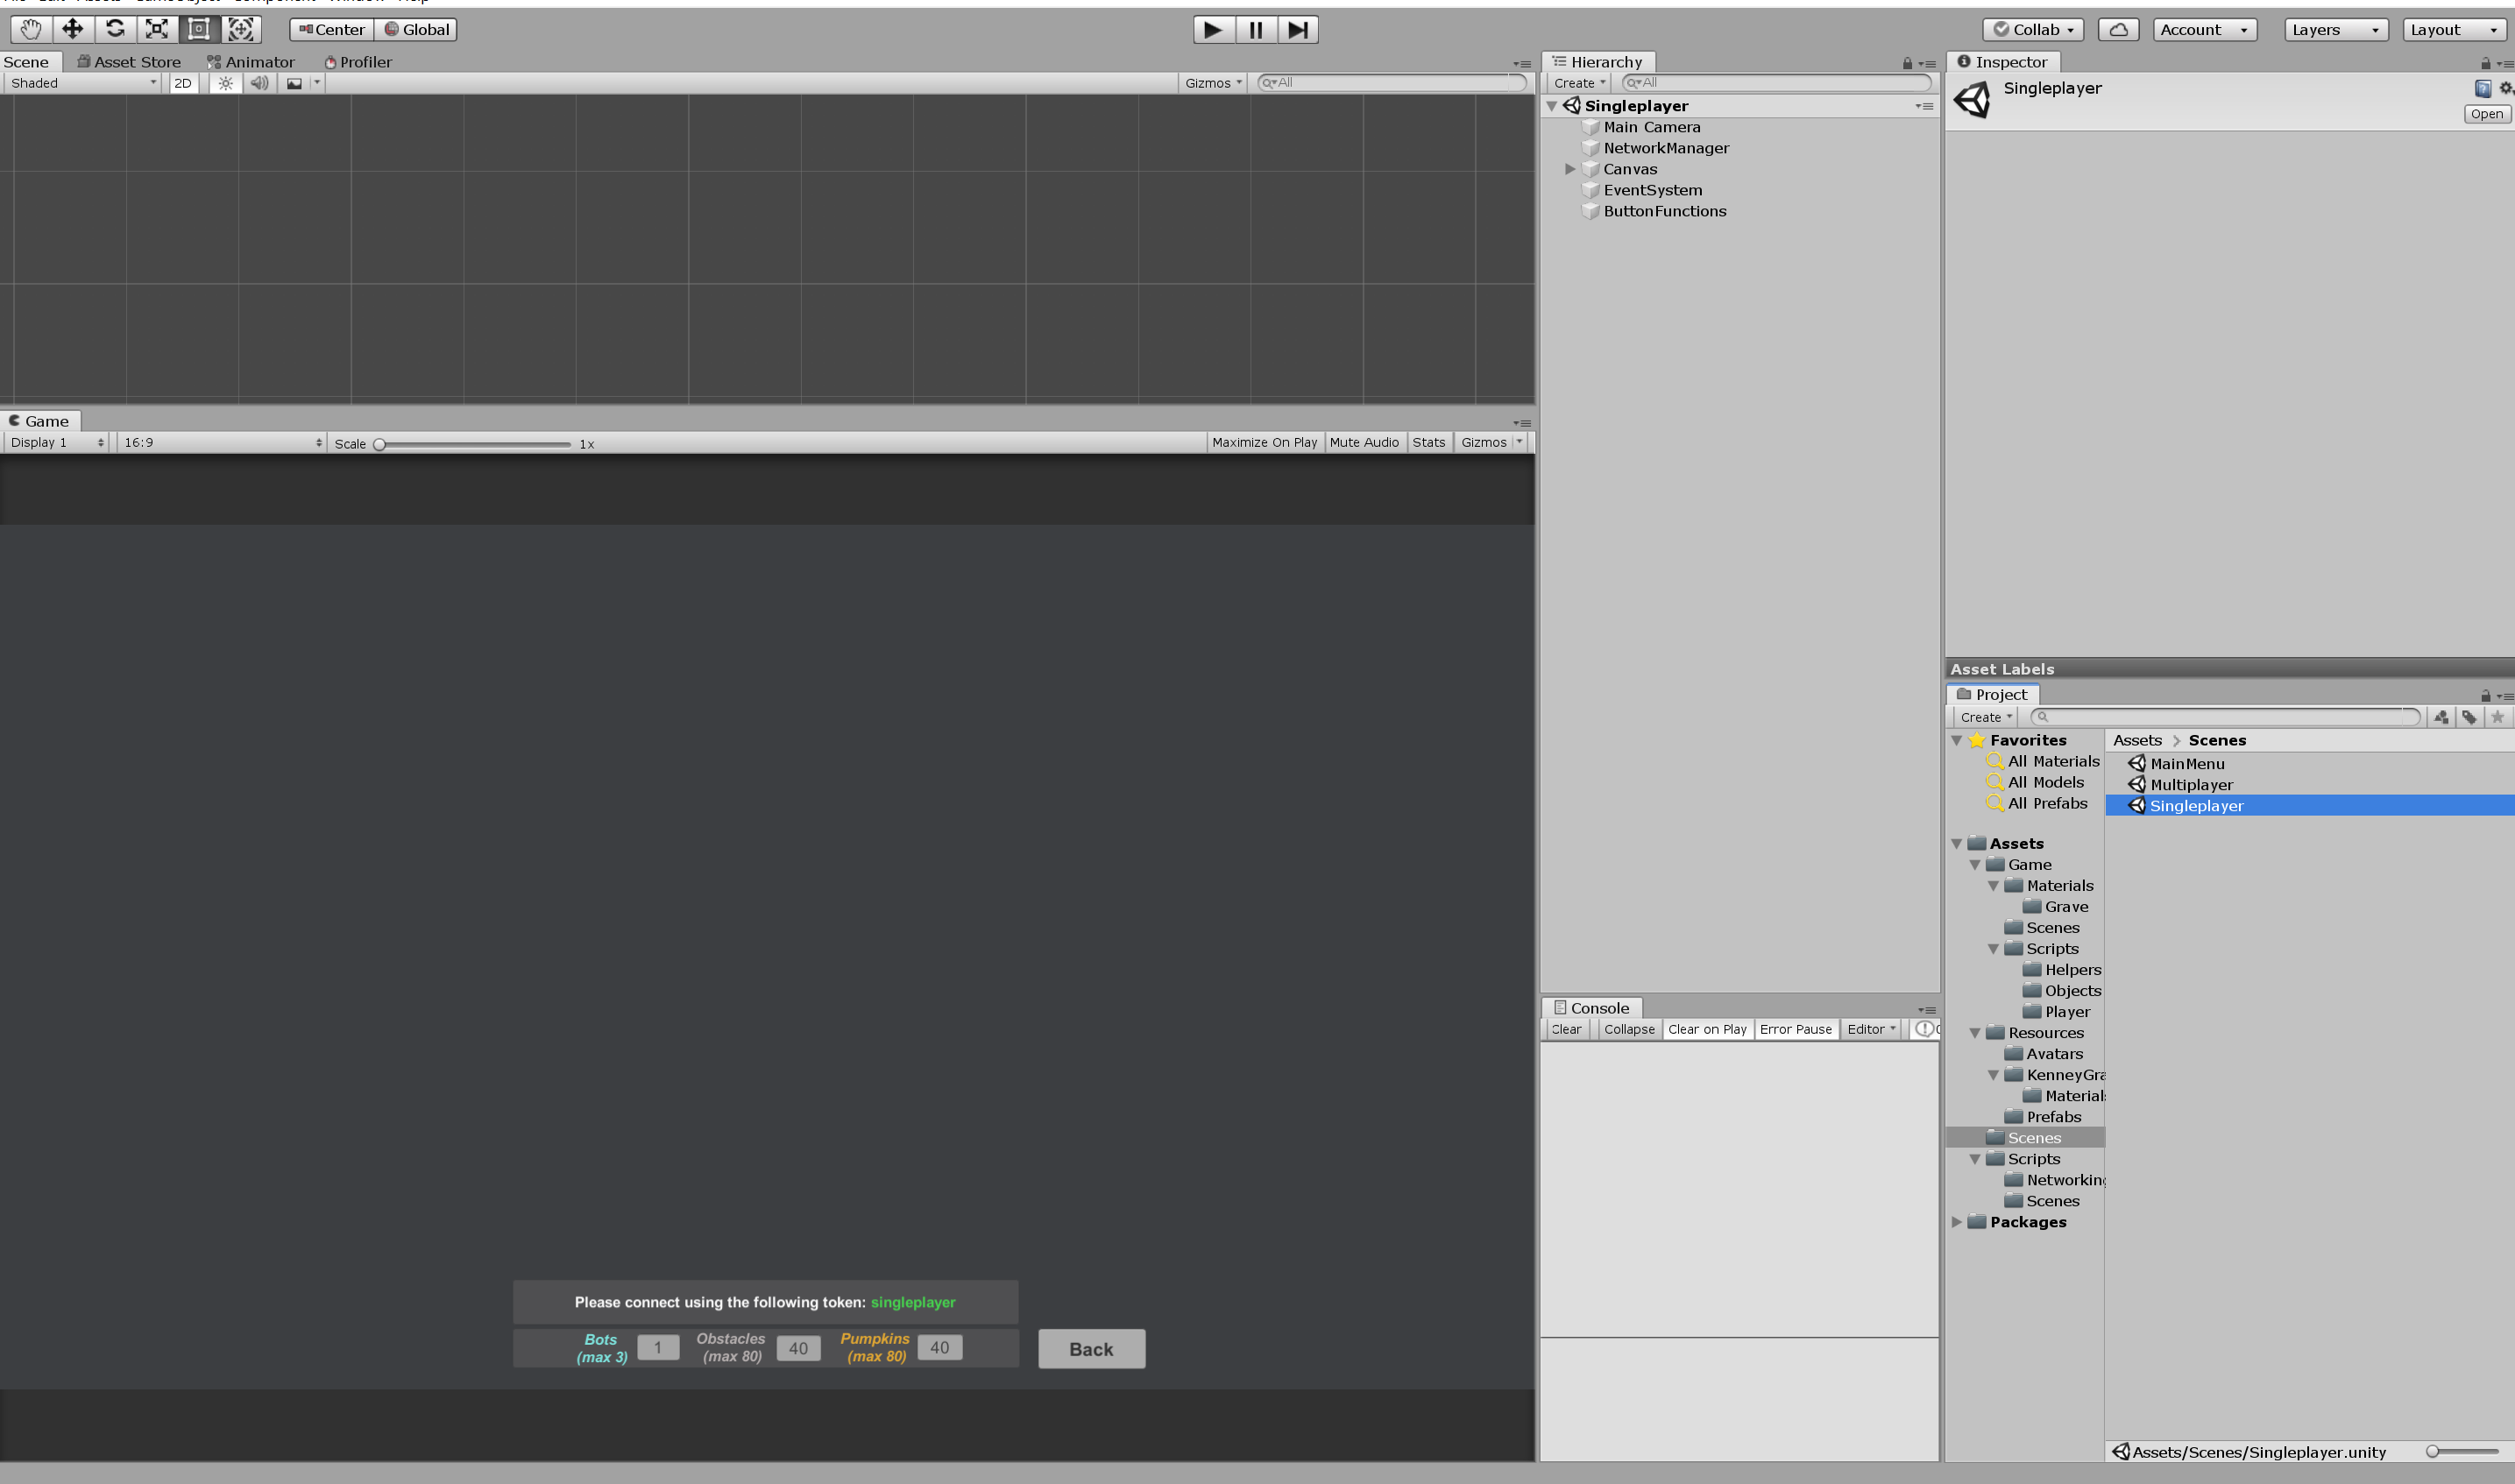 Center Global Collab Account Layers Layout
Scene Asset Store Animator Profiler
Shaded 2D Gizmos All
Game
Display 1 16:9 Scale 1x Maximize On Play Mute Audio Stats Gizmos
Please connect using the following token: singleplayer
Bots (max 3) 1 Obstacles (max 80) 40 Pumpkins (max 80) 40
Back
Hierarchy
Create All
Singleplayer
Main Camera
NetworkManager
Canvas
EventSystem
ButtonFunctions
Console
Clear Collapse Clear on Play Error Pause Editor
Inspector
Singleplayer
Open
Asset Labels
Project
Create
Favorites
All Materials
All Models
All Prefabs
Assets
Game
Materials
Grave
Scenes
Scripts
Helpers
Objects
Player
Resources
Avatars
KenneyGra
Materials
Prefabs
Scenes
Scripts
Networking
Scenes
Packages
Assets > Scenes
MainMenu
Multiplayer
Singleplayer
Assets/Scenes/Singleplayer.unity